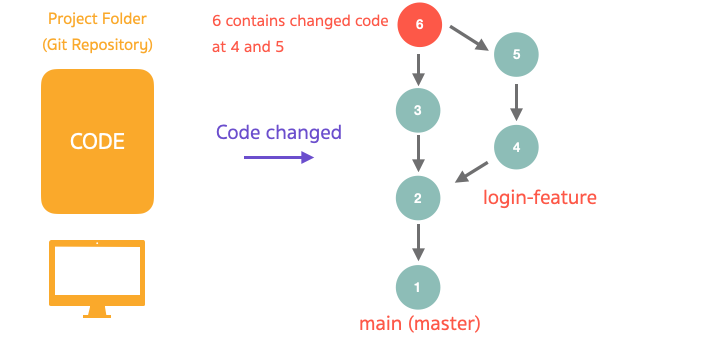 Project Folder
(Git Repository)
CODE
6 contains changed code
at 4 and 5
Code changed
6
5
3
4
2
login-feature
1
main (master)